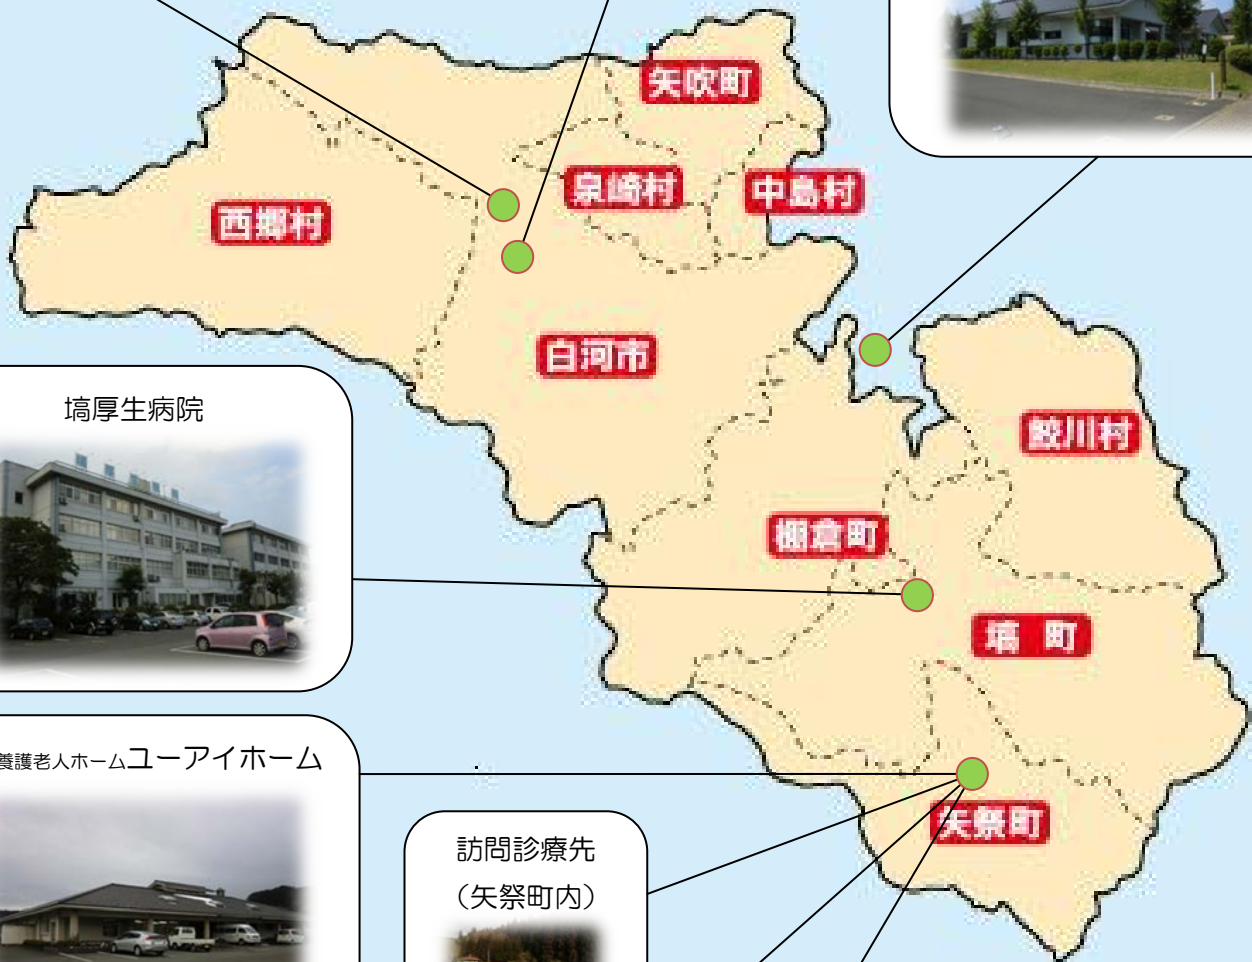 矢吹町
泉崎村
中島村
西郷村
白河市
塙厚生病院
鮫川村
棚倉町
塙 町
養護老人ホームユーアイホーム
矢祭町
訪問診療先
（矢祭町内）